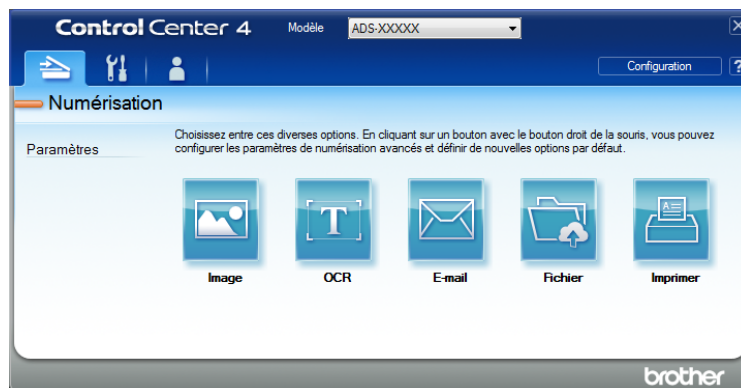 Control Center 4
Modèle
ADS-XXXXX
Configuration
?
Numérisation
Paramètres
Choisissez entre ces diverses options. En cliquant sur un bouton avec le bouton droit de la souris, vous pouvez
configurer les paramètres de numérisation avancés et définir de nouvelles options par défaut.
T
A
Image
OCR
E-mail
Fichier
Imprimer
brother